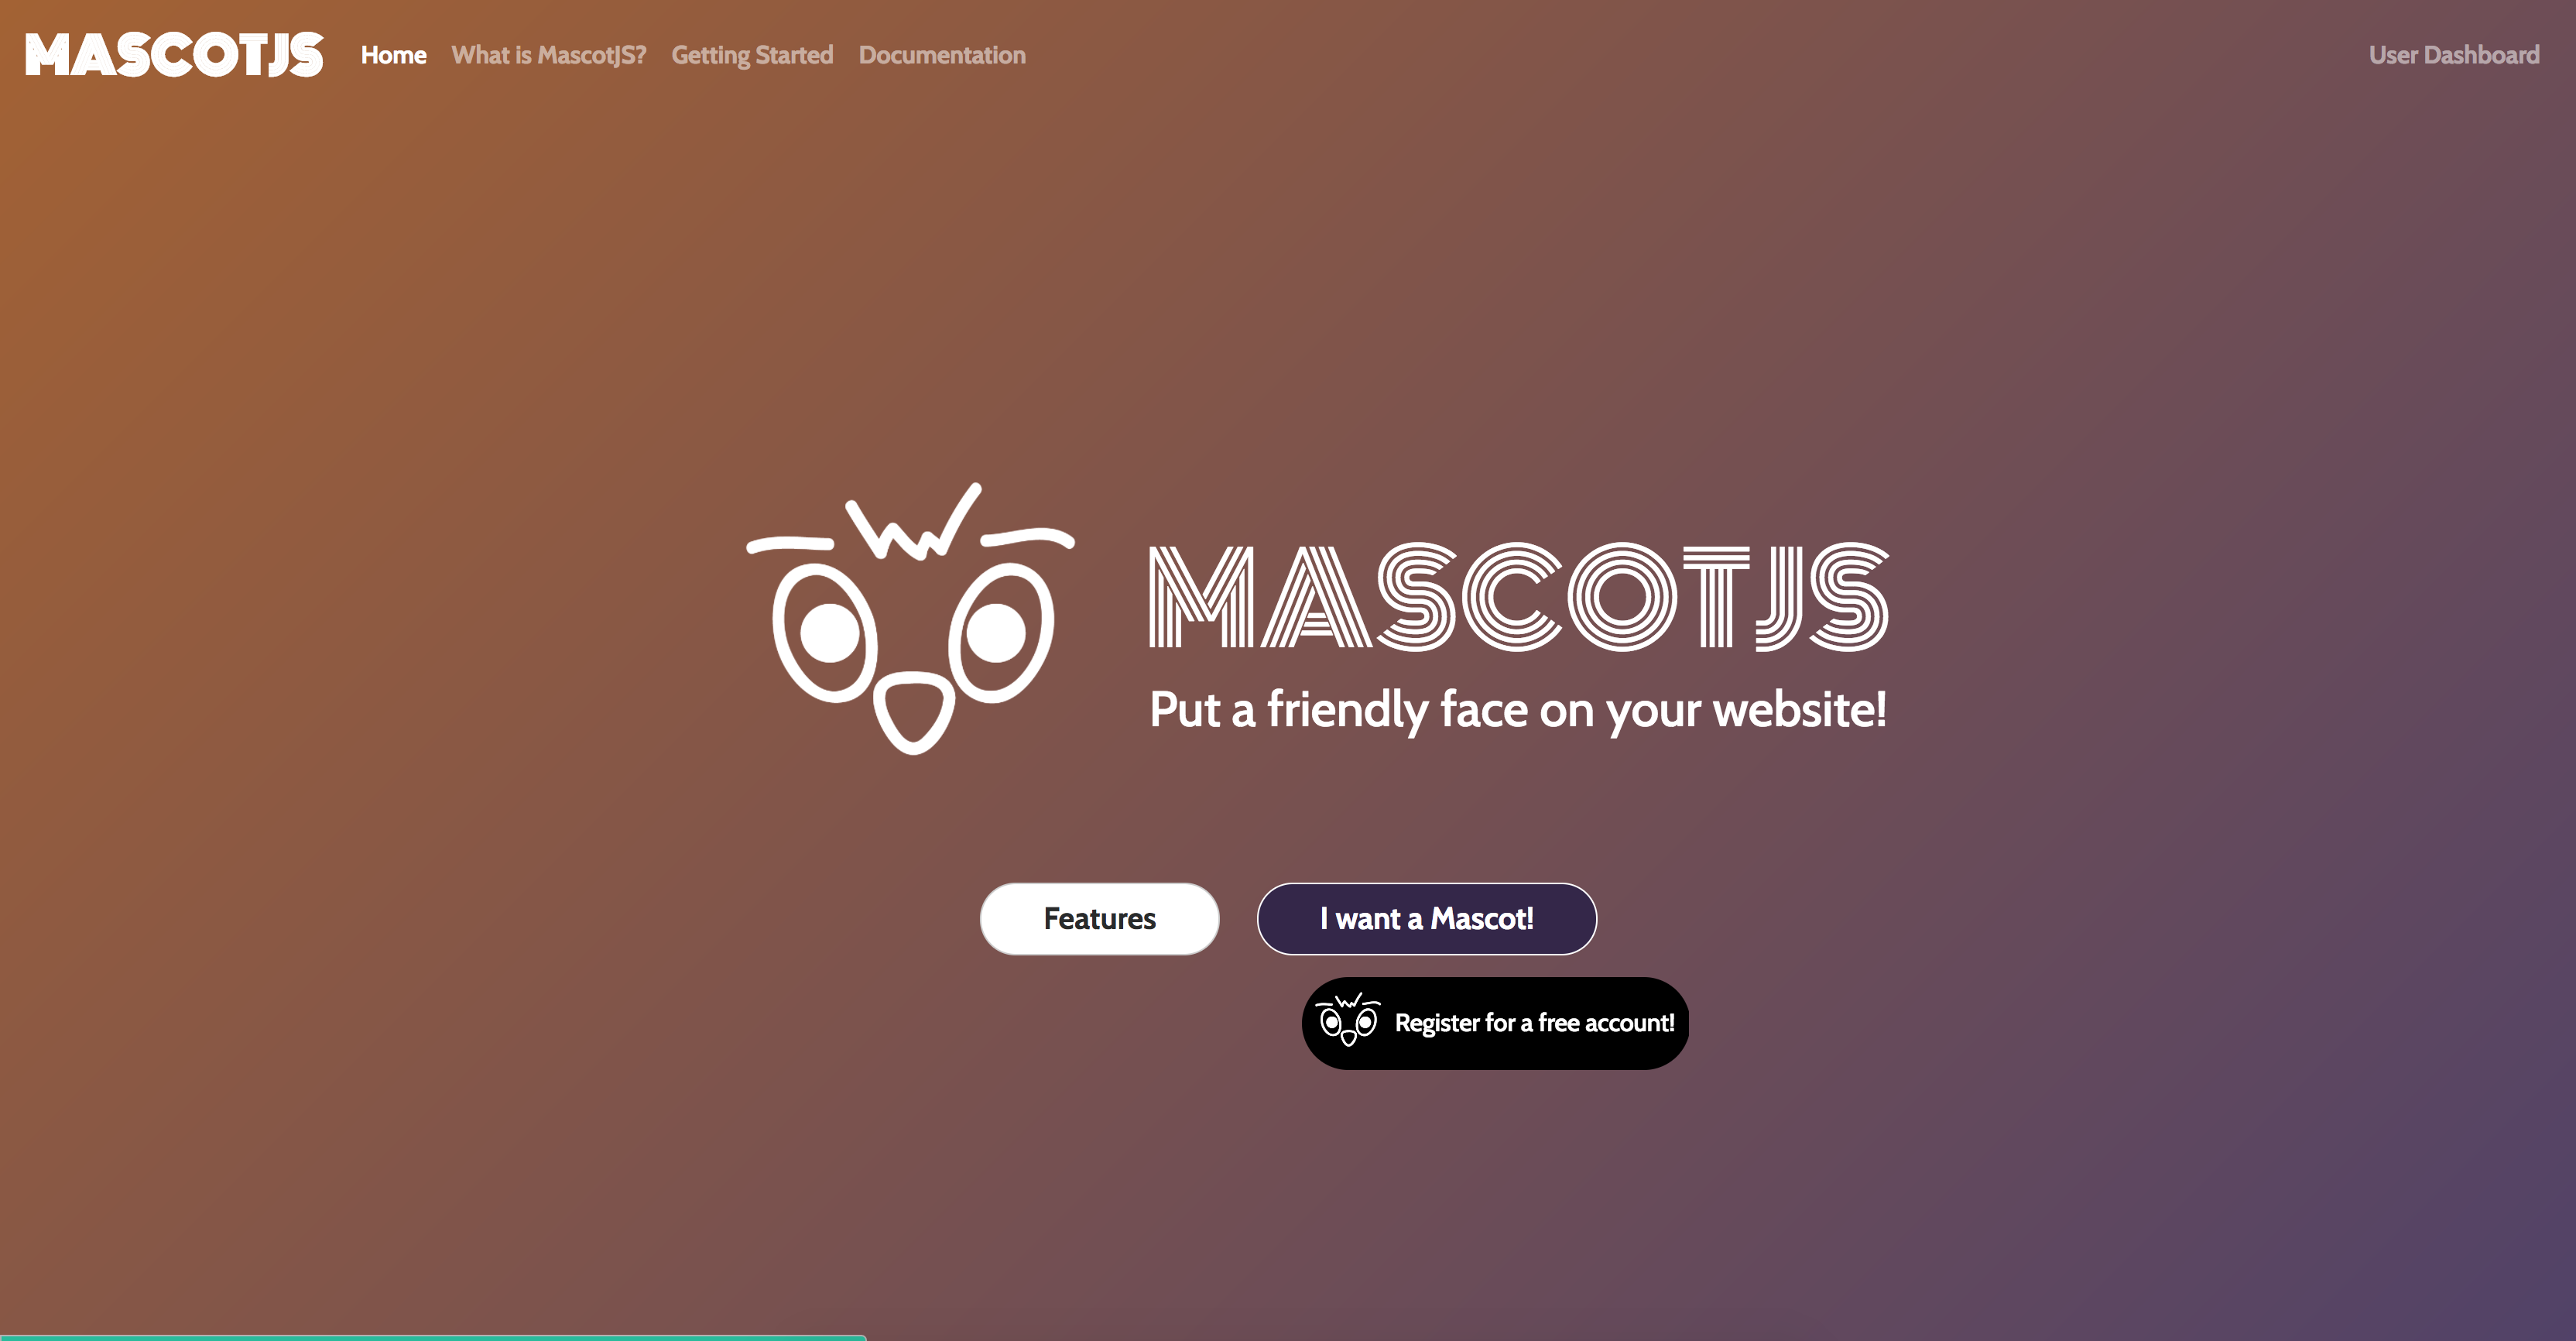 MASCOTJS Home What is MascotJS? Getting Started Documentation User Dashboard
MASCOTJS
Put a friendly face on your website!
Features I want a Mascot!
Register for a free account!